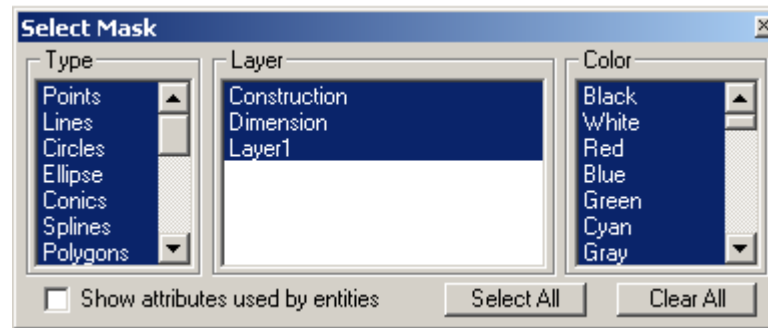 Select Mask
Type
Points
Lines
Circles
Ellipse
Conics
Splines
Polygons
Layer
Construction
Dimension
Layer1
Color
Black
White
Red
Blue
Green
Cyan
Gray
Show attributes used by entities
Select All
Clear All